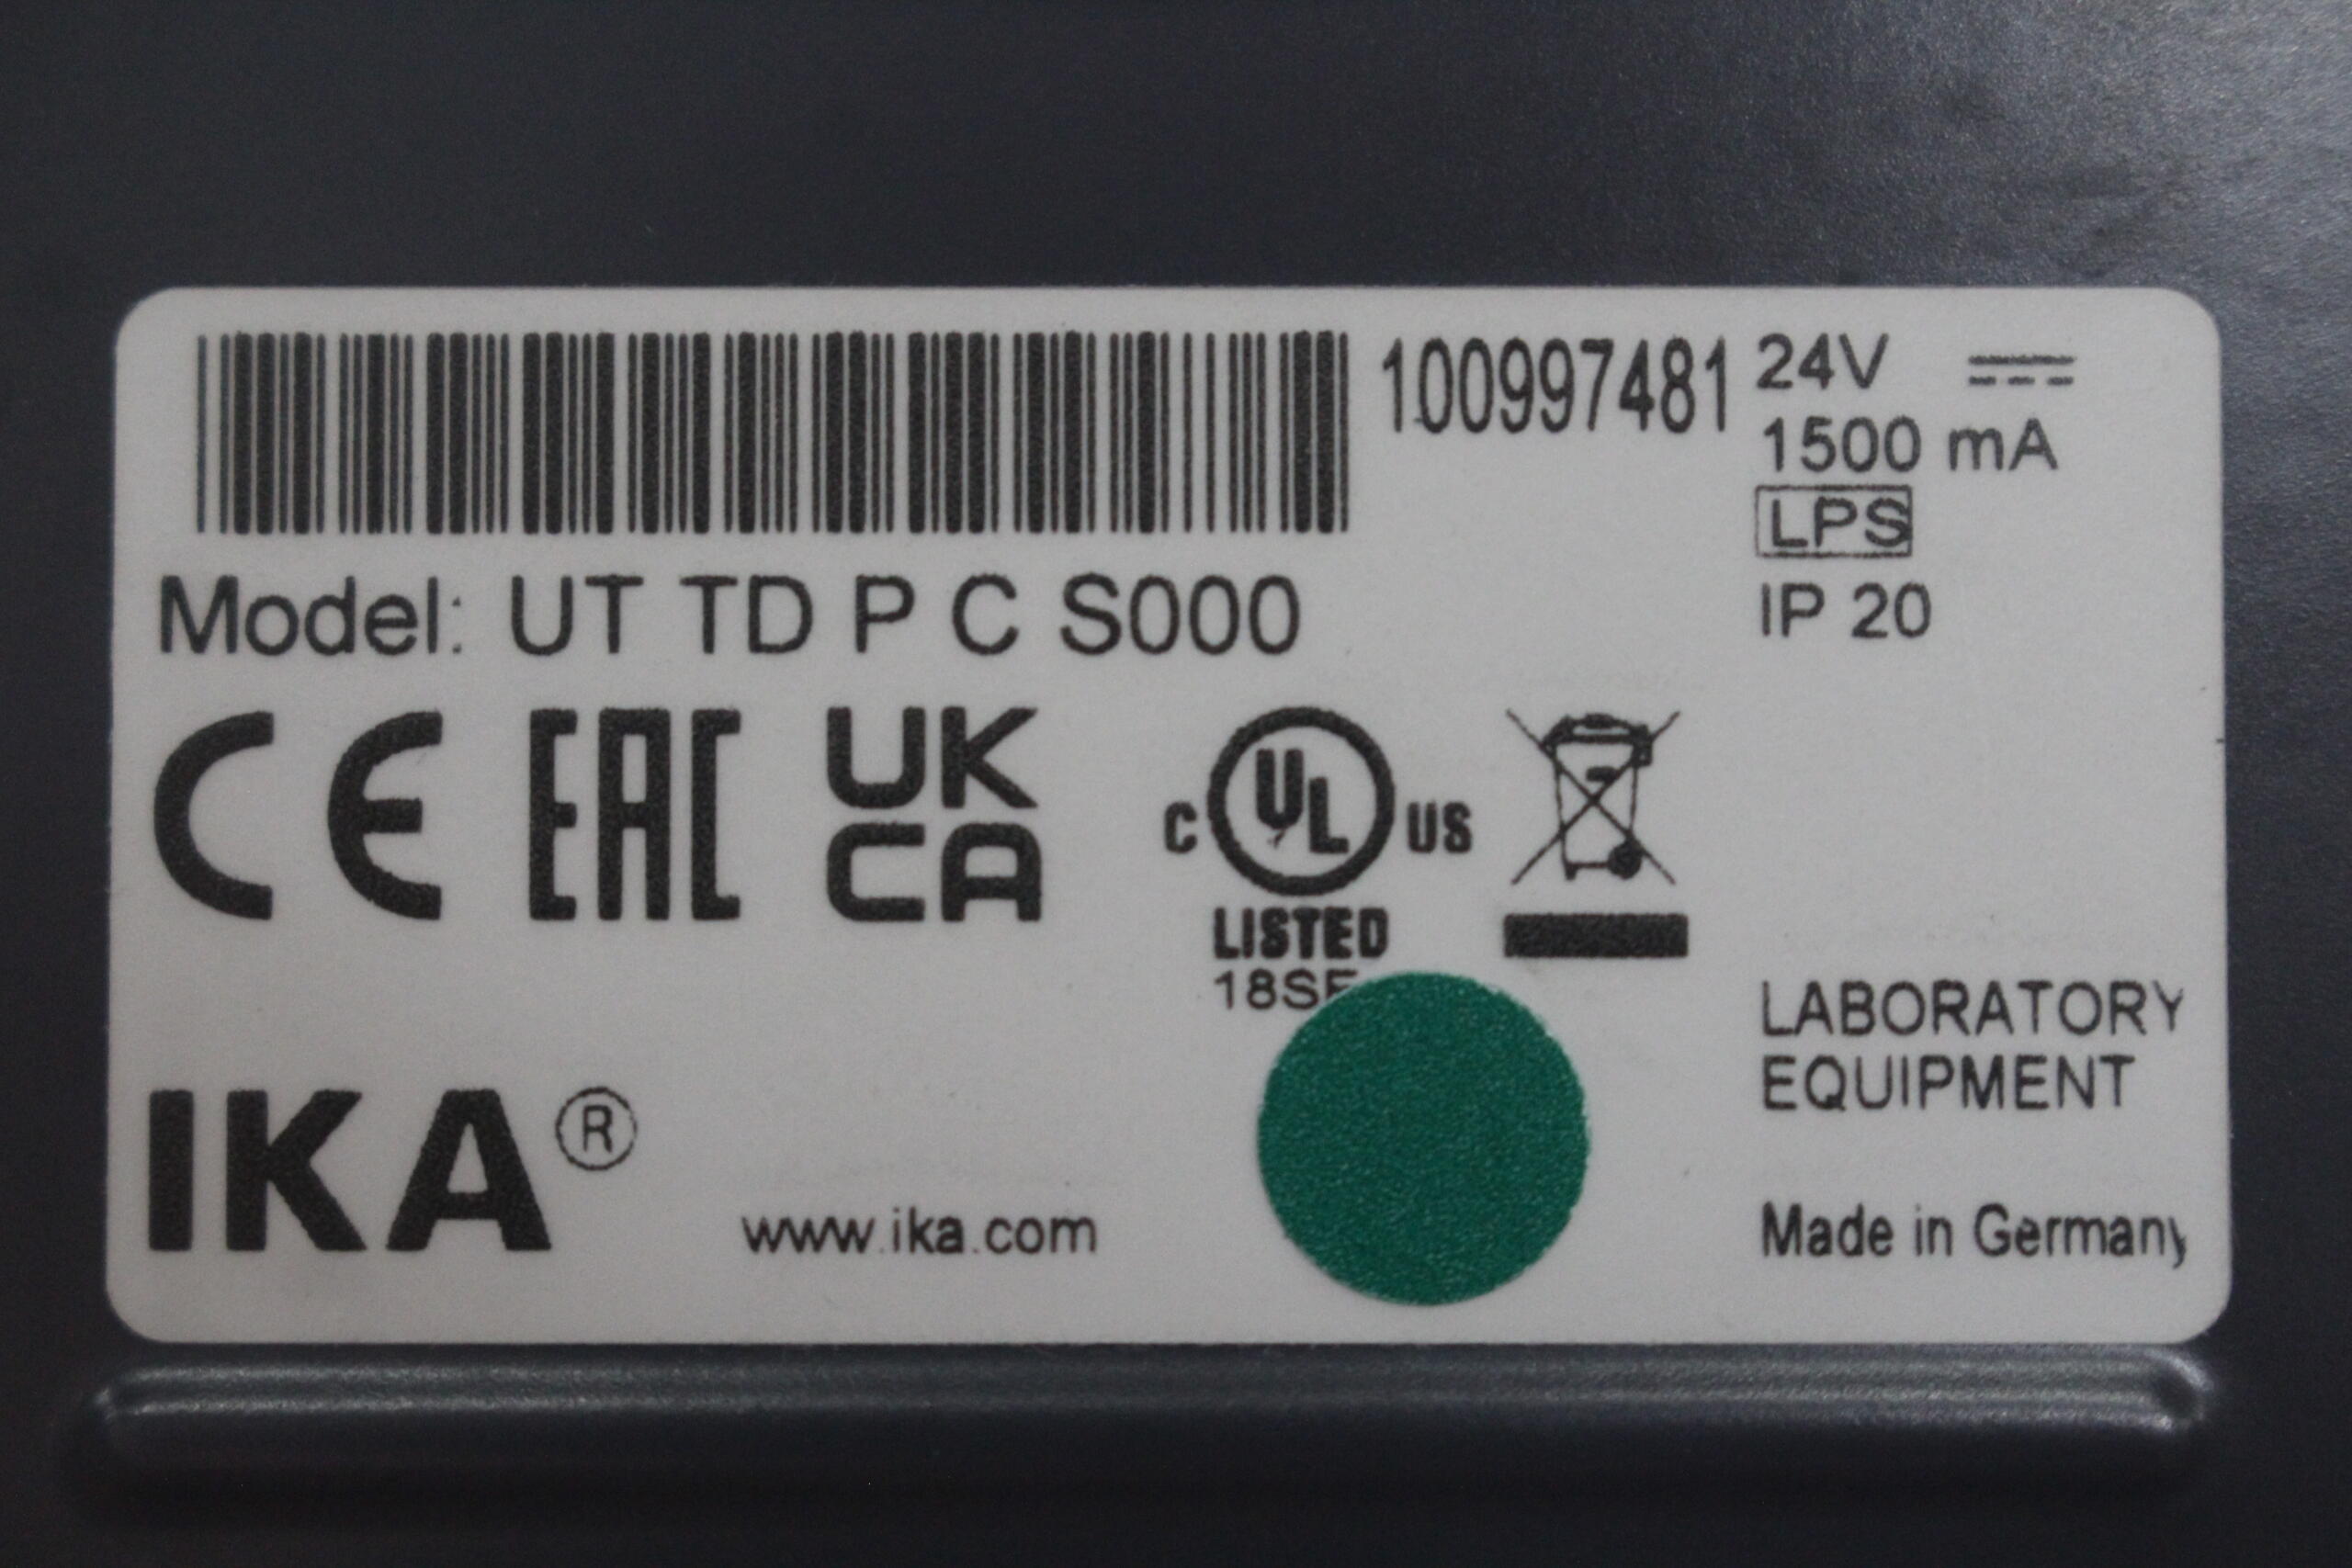 100997481
24V
1500 mA
LPS
IP 20
Model: UT TD P C S000
CE EAC UK CA
C UL US
LISTED
LABORATORY
EQUIPMENT
IKA®
www.ika.com
Made in Germany